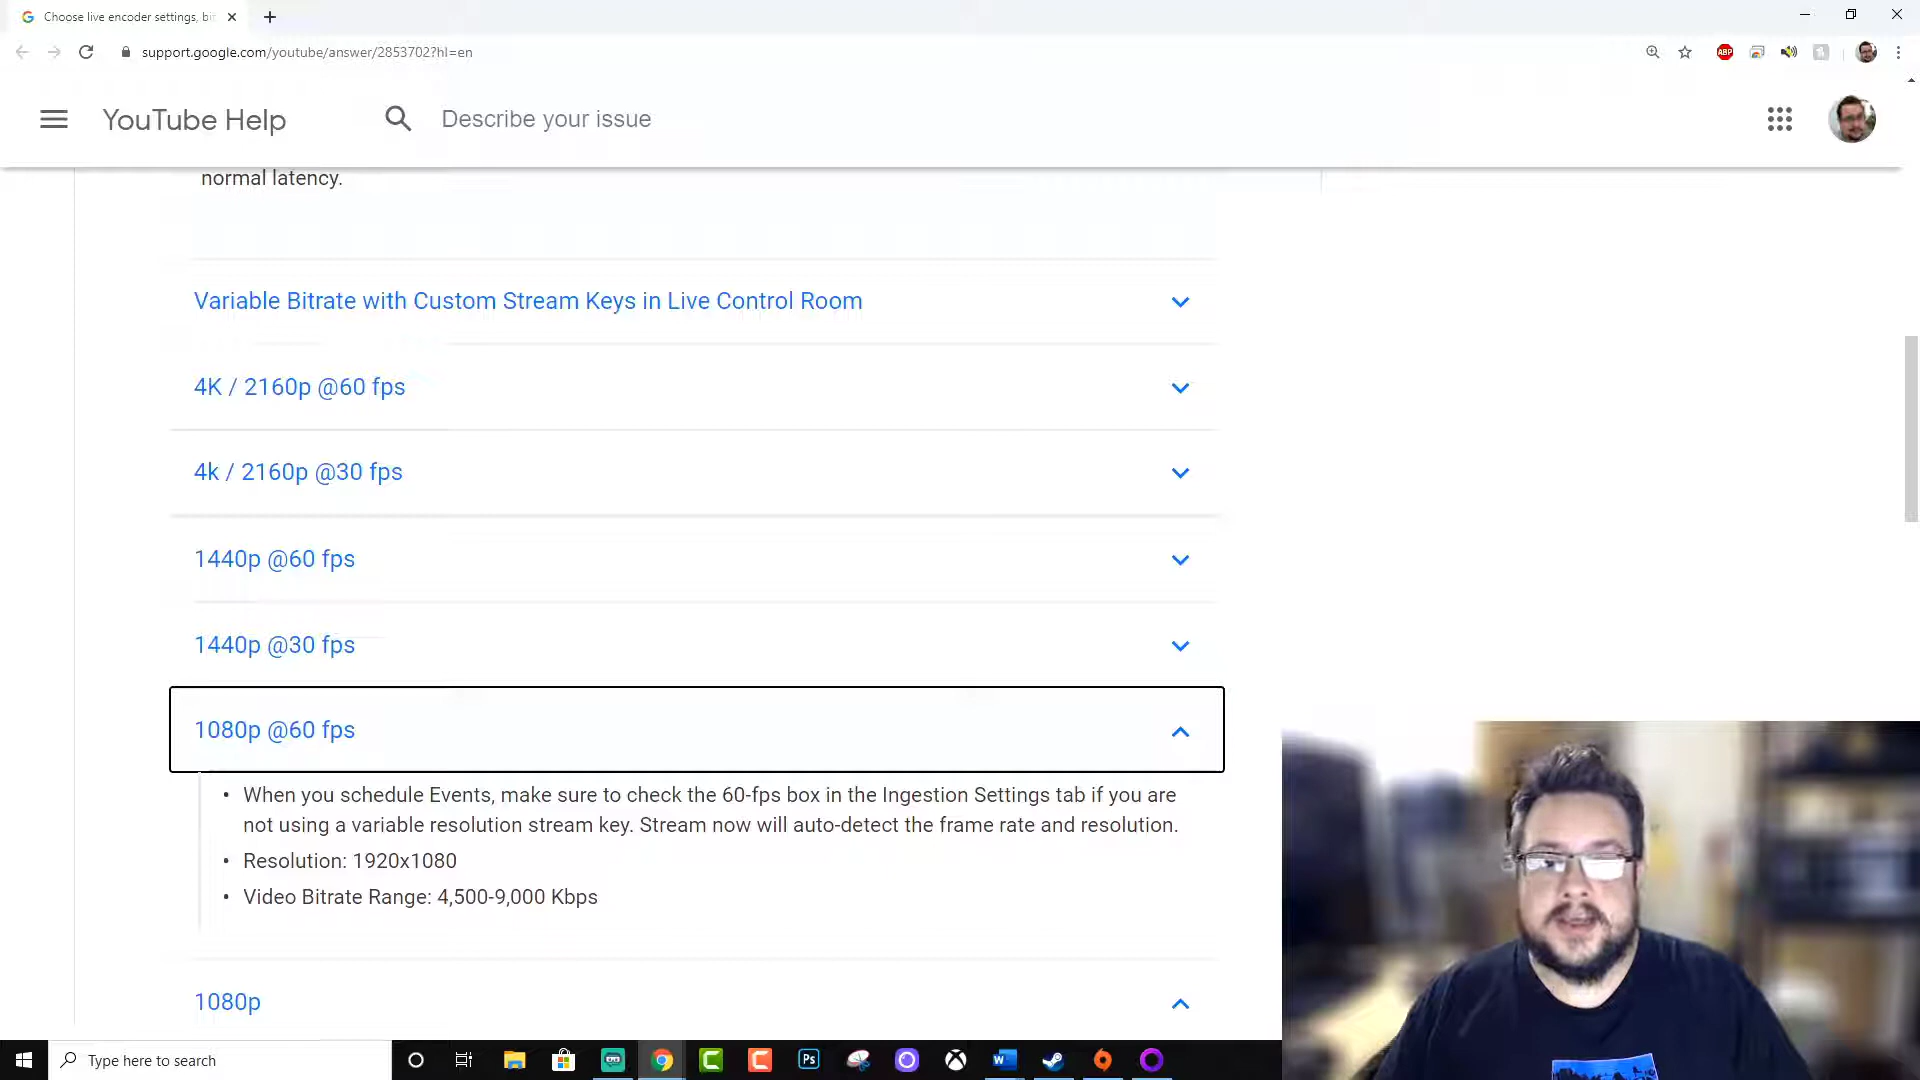 Choose live encoder settings, bi
support.google.com/youtube/answer/2853702?hl=en
ABP
YouTube Help
Describe your issue
normal latency.
Variable Bitrate with Custom Stream Keys in Live Control Room
4K / 2160p @60 fps
4k / 2160p @30 fps
1440p @60 fps
1440p @30 fps
1080p @60 fps
• When you schedule Events, make sure to check the 60-fps box in the Ingestion Settings tab if you are
not using a variable resolution stream key. Stream now will auto-detect the frame rate and resolution.
• Resolution: 1920x1080
• Video Bitrate Range: 4,500-9,000 Kbps
1080p
Type here to search
Ps